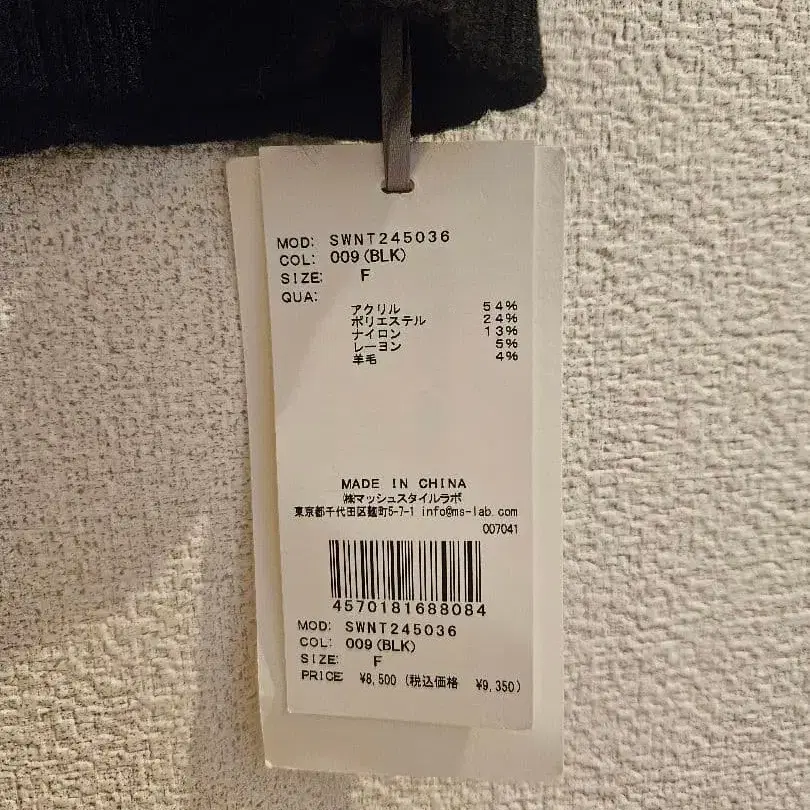 MOD: SWNT245036
COL: 009(BLK)
SIZE: F
QUA:
アクリル 54%
ポリエステル 24%
ナイロン 13%
レーヨン 5%
羊毛 4%
MADE IN CHINA
㈱マッシュスタイルラボ
東京都千代田区麹町5-7-1 info@ms-lab.com
007041
4570181688084
MOD: SWNT245036
COL: 009(BLK)
SIZE: F
PRICE ¥8,500 (税込価格 ¥9,350)